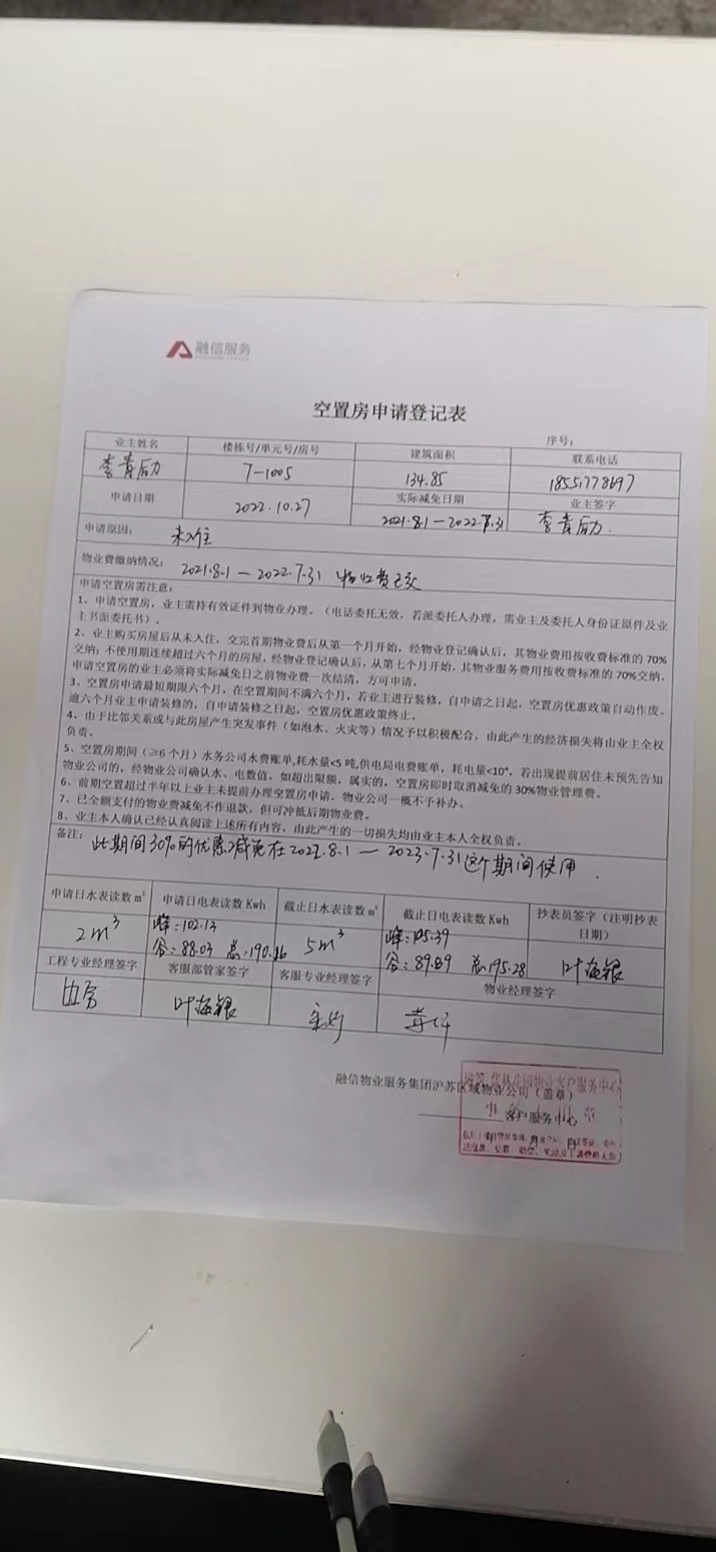 融信服务
空置房申请登记表
序号：
业主姓名 楼栋号/单元号/房号 建筑面积 联系电话
李青励 7-1005 134.85
申请日期 2022.10.27 实际减免日期 业主签字
2021.8.1—2022.7.31 李青励.
申请原因： 未入住
物业费缴纳情况： 2021.8.1—2022.7.31 物业费已交
申请空置房需注意：
1、申请空置房，业主需持有效证件到物业办理。（电话委托无效，若派委托人办理，需业主及委托人身份证原件及业
主书面委托书）。
2、业主购买房屋后从未入住，交完首期物业费后从第一个月开始，经物业登记确认后，其物业费用按收费标准的 70%
交纳；不使用期连续超过六个月的房屋，经物业登记确认后，从第七个月开始，其物业服务费用按收费标准的 70%交纳，
申请空置房的业主必须将实际减免日之前物业费一次结清，方可申请。
3、空置房申请最短期限六个月，在空置期间不满六个月，若业主进行装修，自申请之日起，空置房优惠政策自动作废。
逾六个月业主申请装修的，自申请装修之日起，空置房优惠政策终止。
4、由于比邻关系或与此房屋产生突发事件（如泡水、火灾等）情况予以积极配合，由此产生的经济损失将由业主全权
负责。
5、空置房期间（≥6 个月）水务公司水费账单,耗水量<5 吨,供电局电费账单，耗电量<10°，若出现提前居住未预先告知
物业公司的，经物业公司确认水、电数值，如超出限额，属实的，空置房即时取消减免的 30%物业管理费。
6、前期空置超过半年以上业主未提前办理空置房申请，物业公司一概不予补办。
7、已全额支付的物业费减免不作退款，但可冲抵后期物业费。
8、业主本人确认已经认真阅读上述所有内容，由此产生的一切损失均由业主本人全权负责。
备注： 此期间30%的优惠减免在2022.8.1—2023.7.31这个期间使用.
申请日水表读数 m³ 申请日电表读数 Kwh 截止日水表读数 m³ 截止日电表读数 Kwh 抄表员签字（注明抄表
日期）
2m³ 峰:102.13 5m³ 峰:105.39
谷:88.03 总:190.16 谷:89.89 总195.28 叶海银
工程专业经理签字 客服部管家签字 客服专业经理签字 物业经理签字
叶海银
融信物业服务集团沪苏区域物业公司（盖章）
客户服务中心